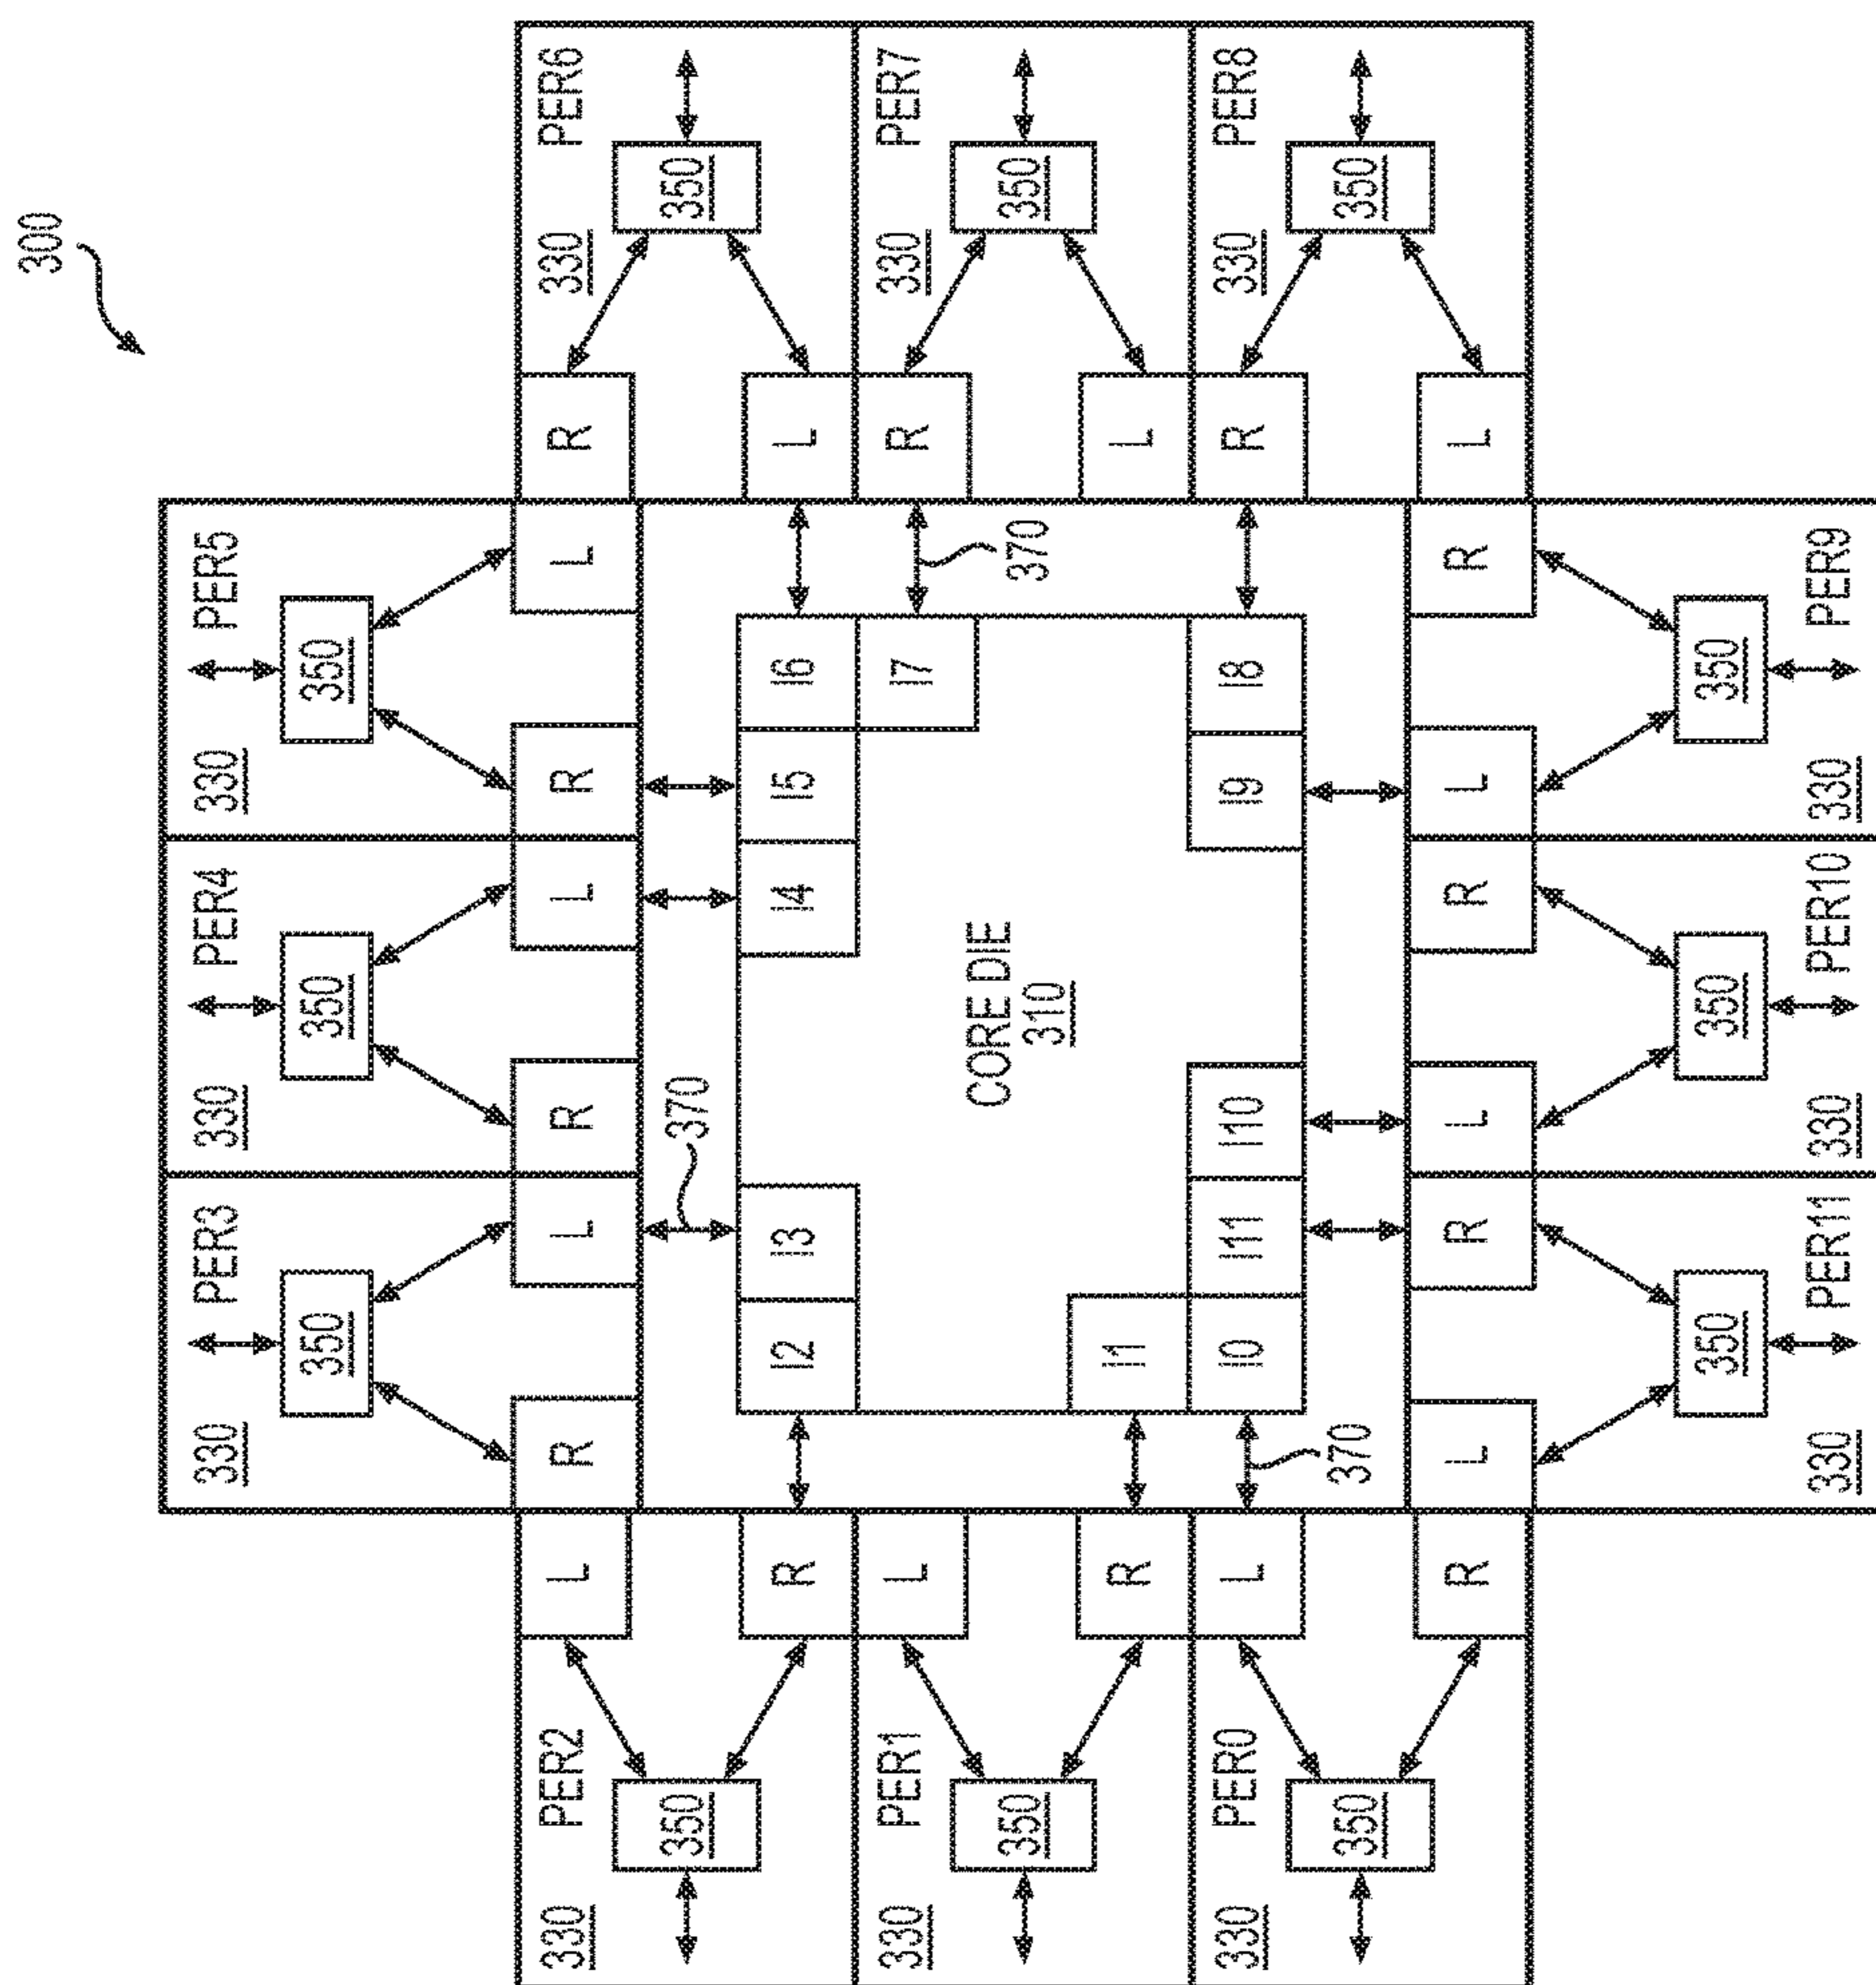 300
330 PER3
350
R L
330 PER4
350
R L
330 PER5
350
R L
330 PER2
350
L
R
330 PER1
350
L
R
330 PER0
350
L
R
370
370
370
I2 I3 I4 I5 I6
I7
CORE DIE
310
I1
I0 I11 I10 I9 I8
R
L
330 PER6
350
R
L
330 PER7
350
R
L
330 PER8
350
L R
350
330 PER11
L R
350
330 PER10
L R
350
330 PER9